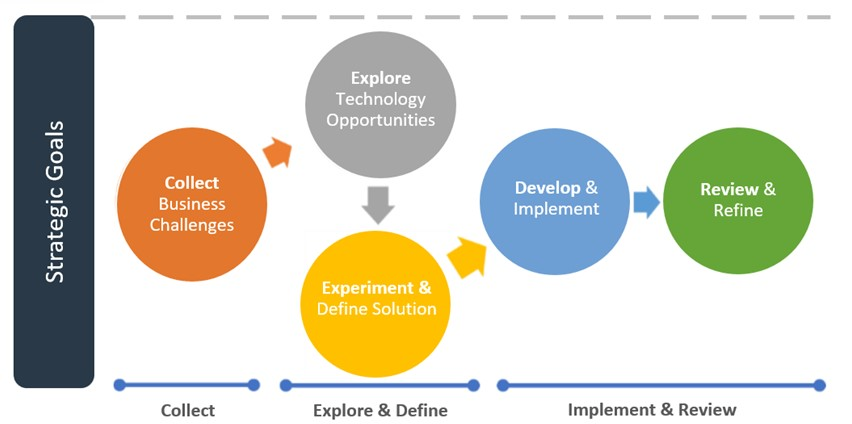 Strategic Goals
Collect
Business
Challenges
Explore
Technology
Opportunities
Experiment &
Define Solution
Develop &
Implement
Review &
Refine
Collect
Explore & Define
Implement & Review